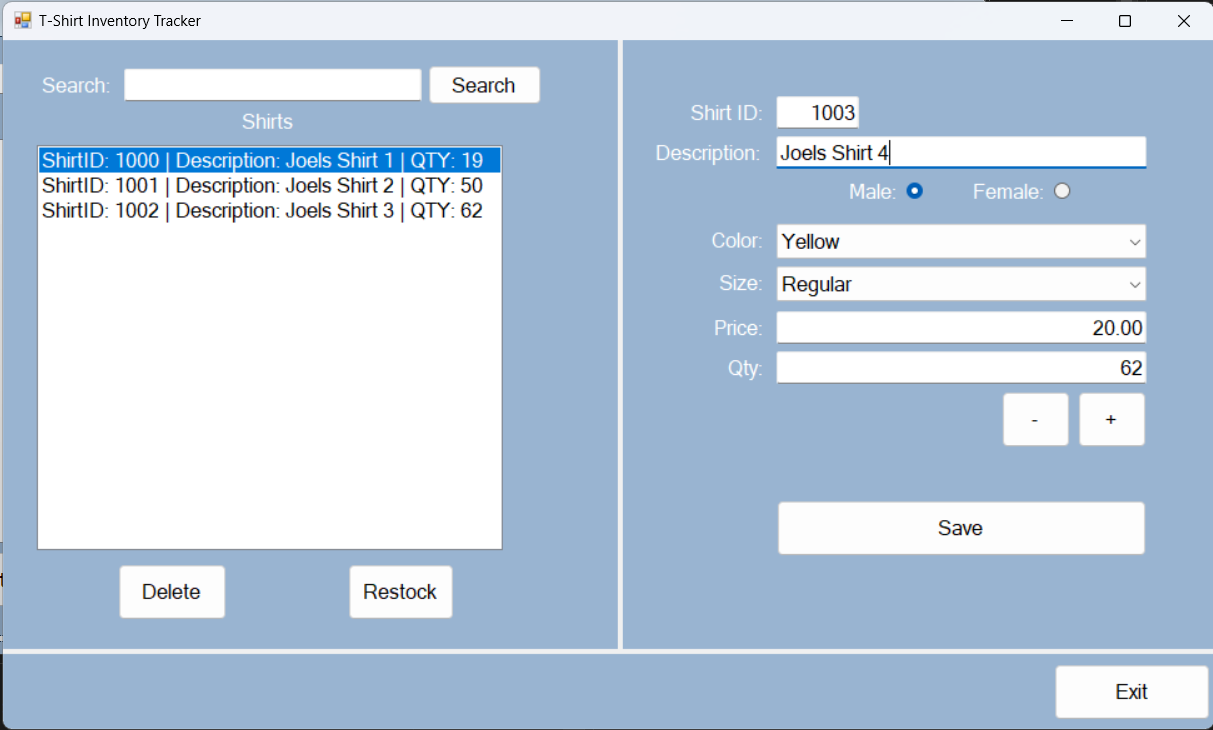 T-Shirt Inventory Tracker
Search:
Search
Shirts
ShirtID: 1000 | Description: Joels Shirt 1 | QTY: 19
ShirtID: 1001 | Description: Joels Shirt 2 | QTY: 50
ShirtID: 1002 | Description: Joels Shirt 3 | QTY: 62
Delete
Restock
Shirt ID: 1003
Description: Joels Shirt 4
Male: Female:
Color: Yellow
Size: Regular
Price: 20.00
Qty: 62
- +
Save
Exit